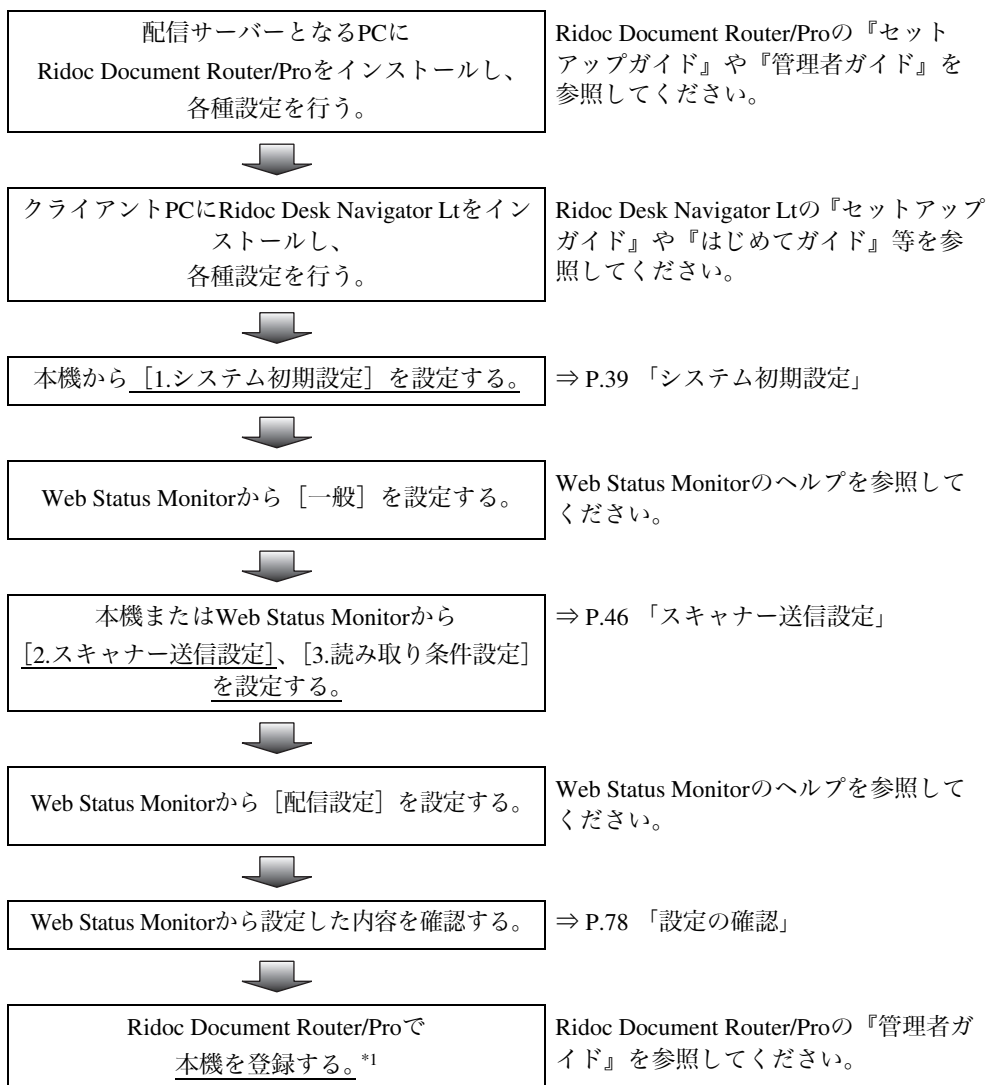 配信サーバーとなるPCに
Ridoc Document Router/Proをインストールし、
各種設定を行う。
Ridoc Document Router/Proの『セット
アップガイド』や『管理者ガイド』を
参照してください。
クライアントPCにRidoc Desk Navigator Ltをイン
ストールし、
各種設定を行う。
Ridoc Desk Navigator Ltの『セットアップ
ガイド』や『はじめてガイド』等を参
照してください。
本機から［1.システム初期設定］を設定する。
⇒ P.39 「システム初期設定」
Web Status Monitorから［一般］を設定する。
Web Status Monitorのヘルプを参照して
ください。
本機またはWeb Status Monitorから
［2.スキャナー送信設定］、［3.読み取り条件設定］
を設定する。
⇒ P.46 「スキャナー送信設定」
Web Status Monitorから［配信設定］を設定する。
Web Status Monitorのヘルプを参照して
ください。
Web Status Monitorから設定した内容を確認する。
⇒ P.78 「設定の確認」
Ridoc Document Router/Proで
本機を登録する。*1
Ridoc Document Router/Proの『管理者ガ
イド』を参照してください。